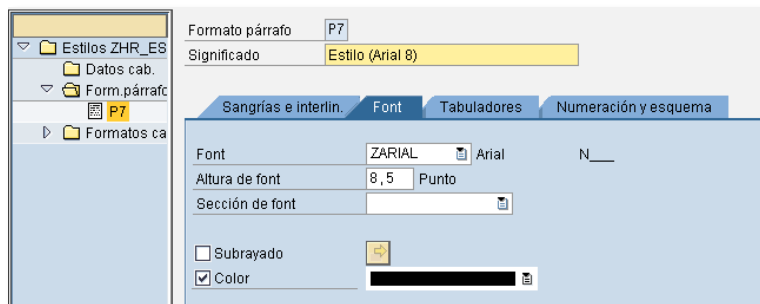 Formato párrafo P7
Significado Estilo (Arial 8)
Estilos ZHR_ES
Datos cab.
Form.párrafo
P7
Formatos ca
Sangrías e interlin. Font Tabuladores Numeración y esquema
Font ZARIAL Arial N___
Altura de font 8,5 Punto
Sección de font
Subrayado
Color